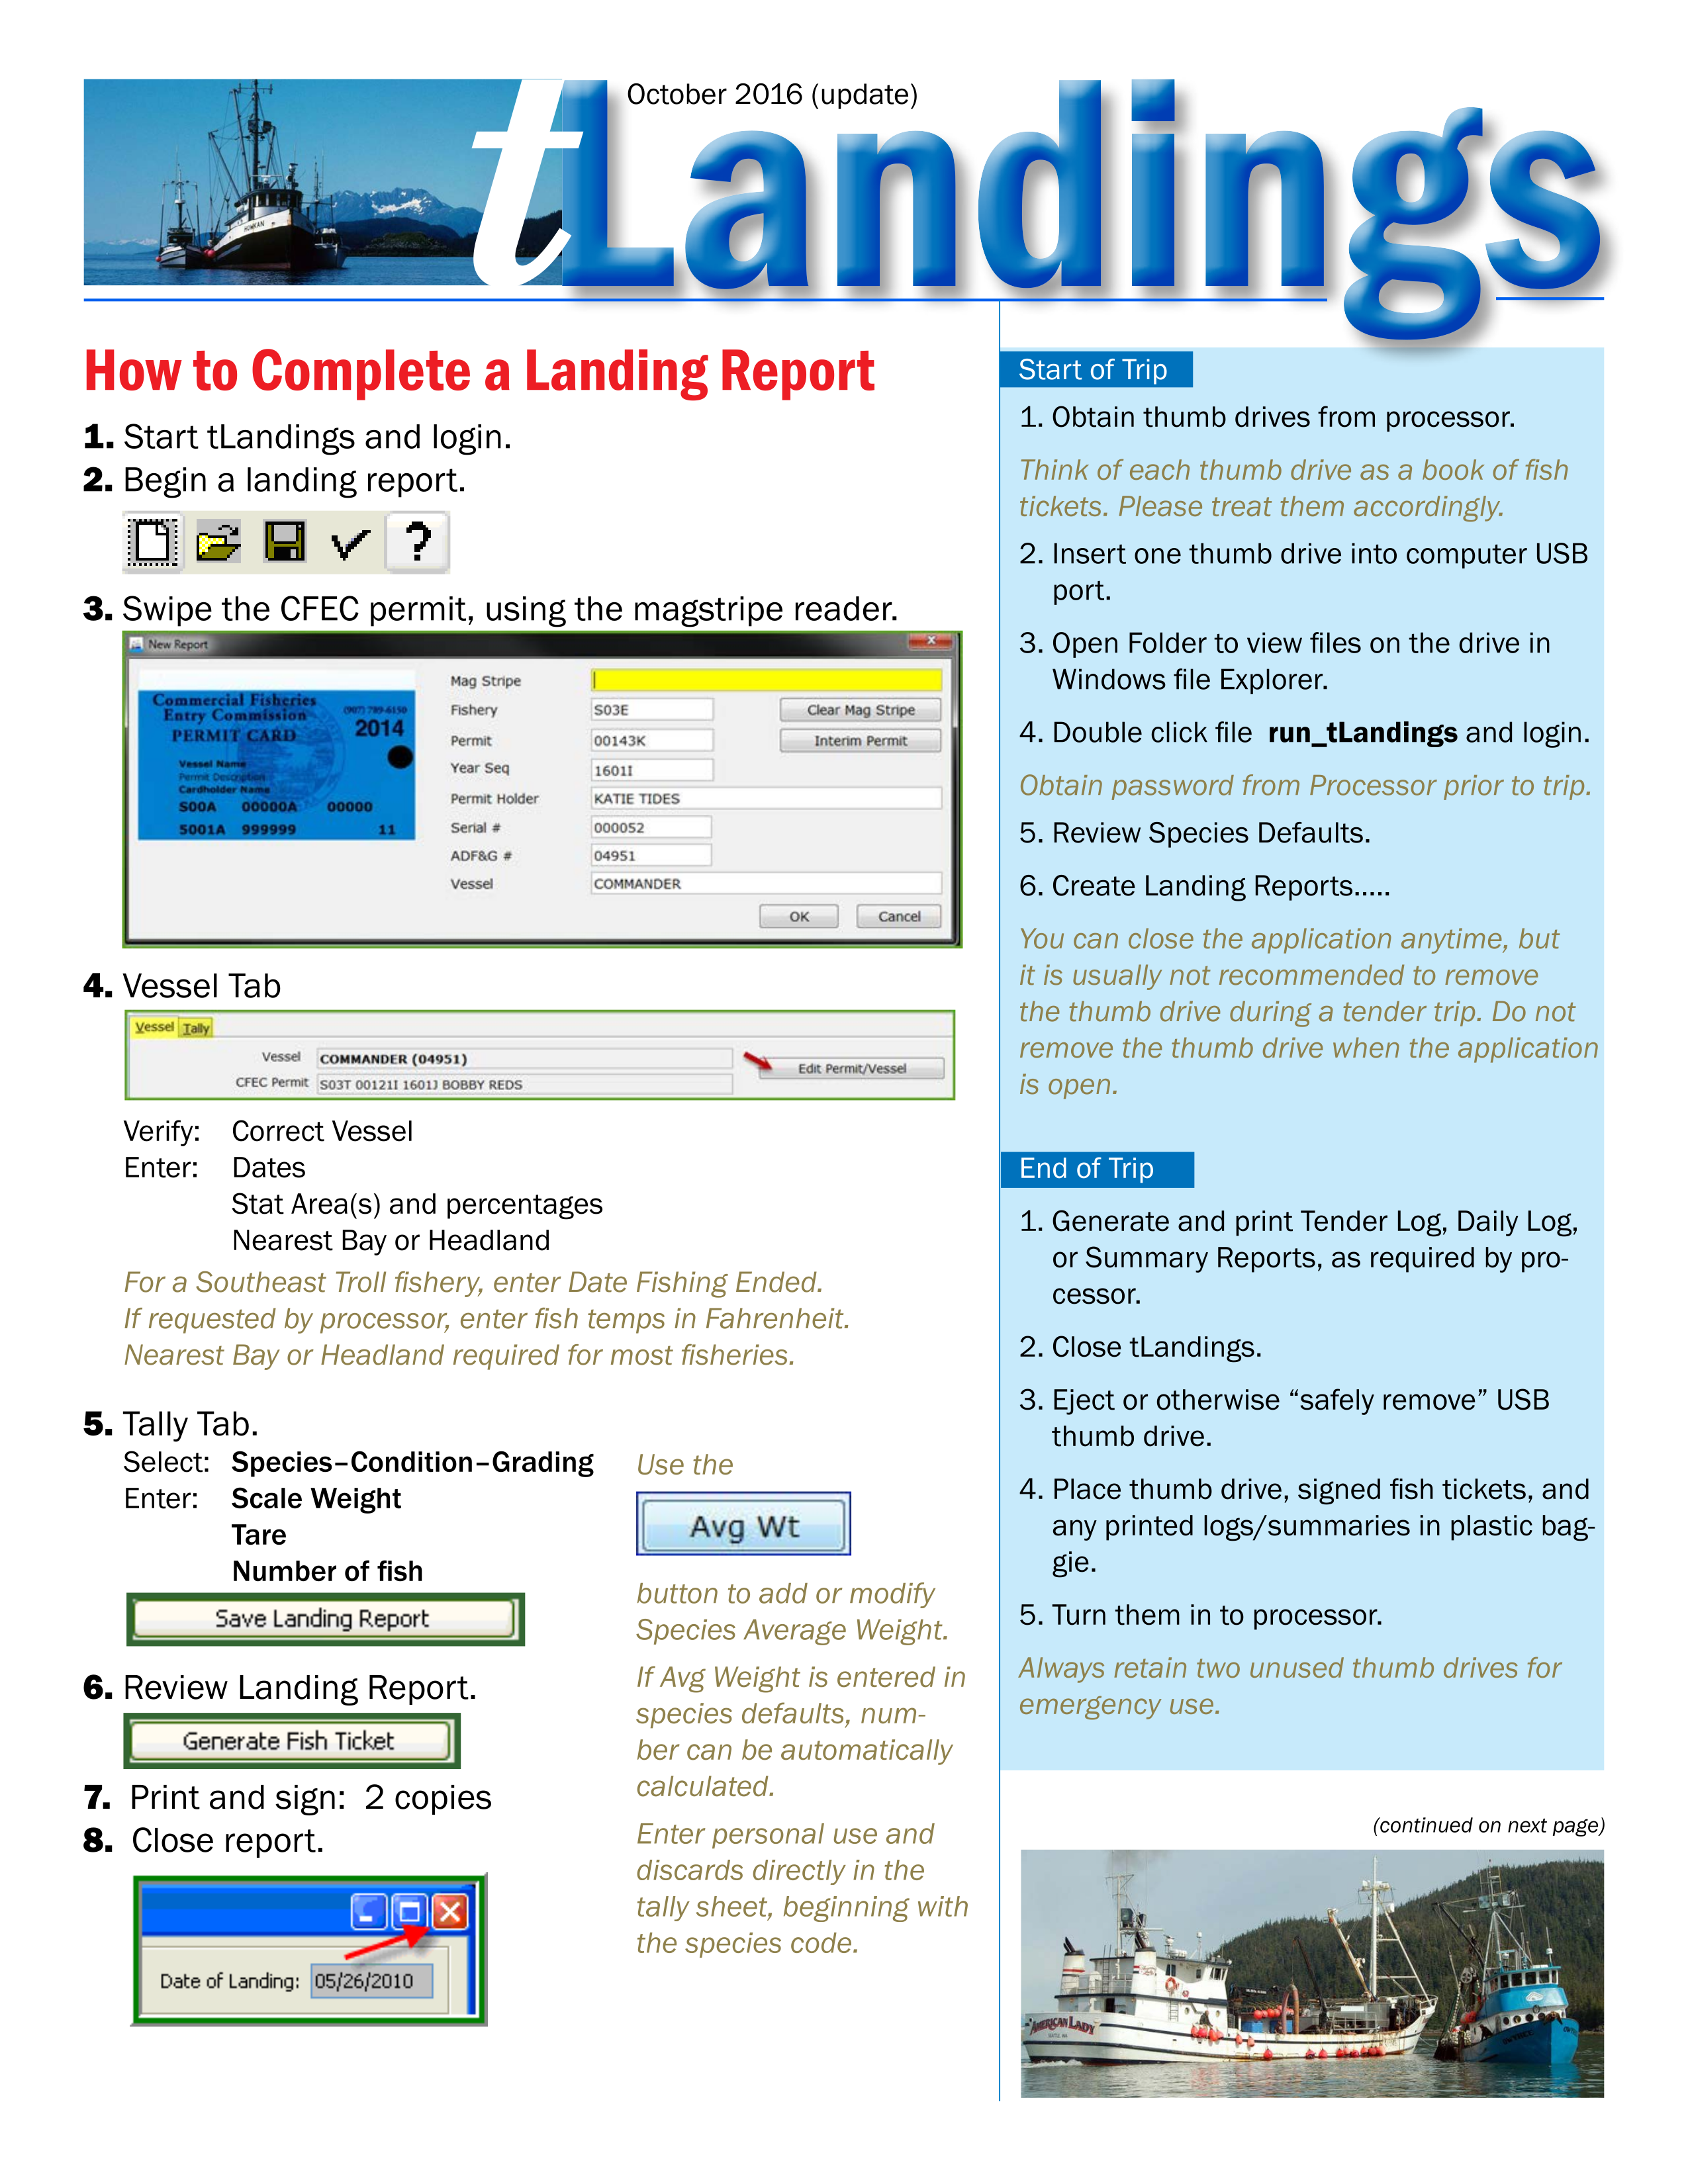 October 2016 (update)
tLandings
How to Complete a Landing Report
1. Start tLandings and login.
2. Begin a landing report.
?
3. Swipe the CFEC permit, using the magstripe reader.
New Report
Commercial Fisheries
Entry Commission (907) 789-6150
PERMIT CARD 2014
Vessel Name
Permit Description
Cardholder Name
S00A 00000A 00000
5001A 999999 11
Mag Stripe
Fishery S03E Clear Mag Stripe
Permit 00143K Interim Permit
Year Seq 1601I
Permit Holder KATIE TIDES
Serial # 000052
ADF&G # 04951
Vessel COMMANDER
OK Cancel
4. Vessel Tab
Vessel Tally
Vessel COMMANDER (04951)
Edit Permit/Vessel
CFEC Permit S03T 00121I 1601J BOBBY REDS
Verify: Correct Vessel
Enter: Dates
Stat Area(s) and percentages
Nearest Bay or Headland
For a Southeast Troll fishery, enter Date Fishing Ended.
If requested by processor, enter fish temps in Fahrenheit.
Nearest Bay or Headland required for most fisheries.
5. Tally Tab.
Select: Species–Condition–Grading
Enter: Scale Weight
Tare
Number of fish
Save Landing Report
6. Review Landing Report.
Generate Fish Ticket
7. Print and sign: 2 copies
8. Close report.
Date of Landing: 05/26/2010
Use the
Avg Wt
button to add or modify
Species Average Weight.
If Avg Weight is entered in
species defaults, num-
ber can be automatically
calculated.
Enter personal use and
discards directly in the
tally sheet, beginning with
the species code.
Start of Trip
1. Obtain thumb drives from processor.
Think of each thumb drive as a book of fish
tickets. Please treat them accordingly.
2. Insert one thumb drive into computer USB
port.
3. Open Folder to view files on the drive in
Windows file Explorer.
4. Double click file run_tLandings and login.
Obtain password from Processor prior to trip.
5. Review Species Defaults.
6. Create Landing Reports.....
You can close the application anytime, but
it is usually not recommended to remove
the thumb drive during a tender trip. Do not
remove the thumb drive when the application
is open.
End of Trip
1. Generate and print Tender Log, Daily Log,
or Summary Reports, as required by pro-
cessor.
2. Close tLandings.
3. Eject or otherwise “safely remove” USB
thumb drive.
4. Place thumb drive, signed fish tickets, and
any printed logs/summaries in plastic bag-
gie.
5. Turn them in to processor.
Always retain two unused thumb drives for
emergency use.
(continued on next page)
AMERICAN LADY